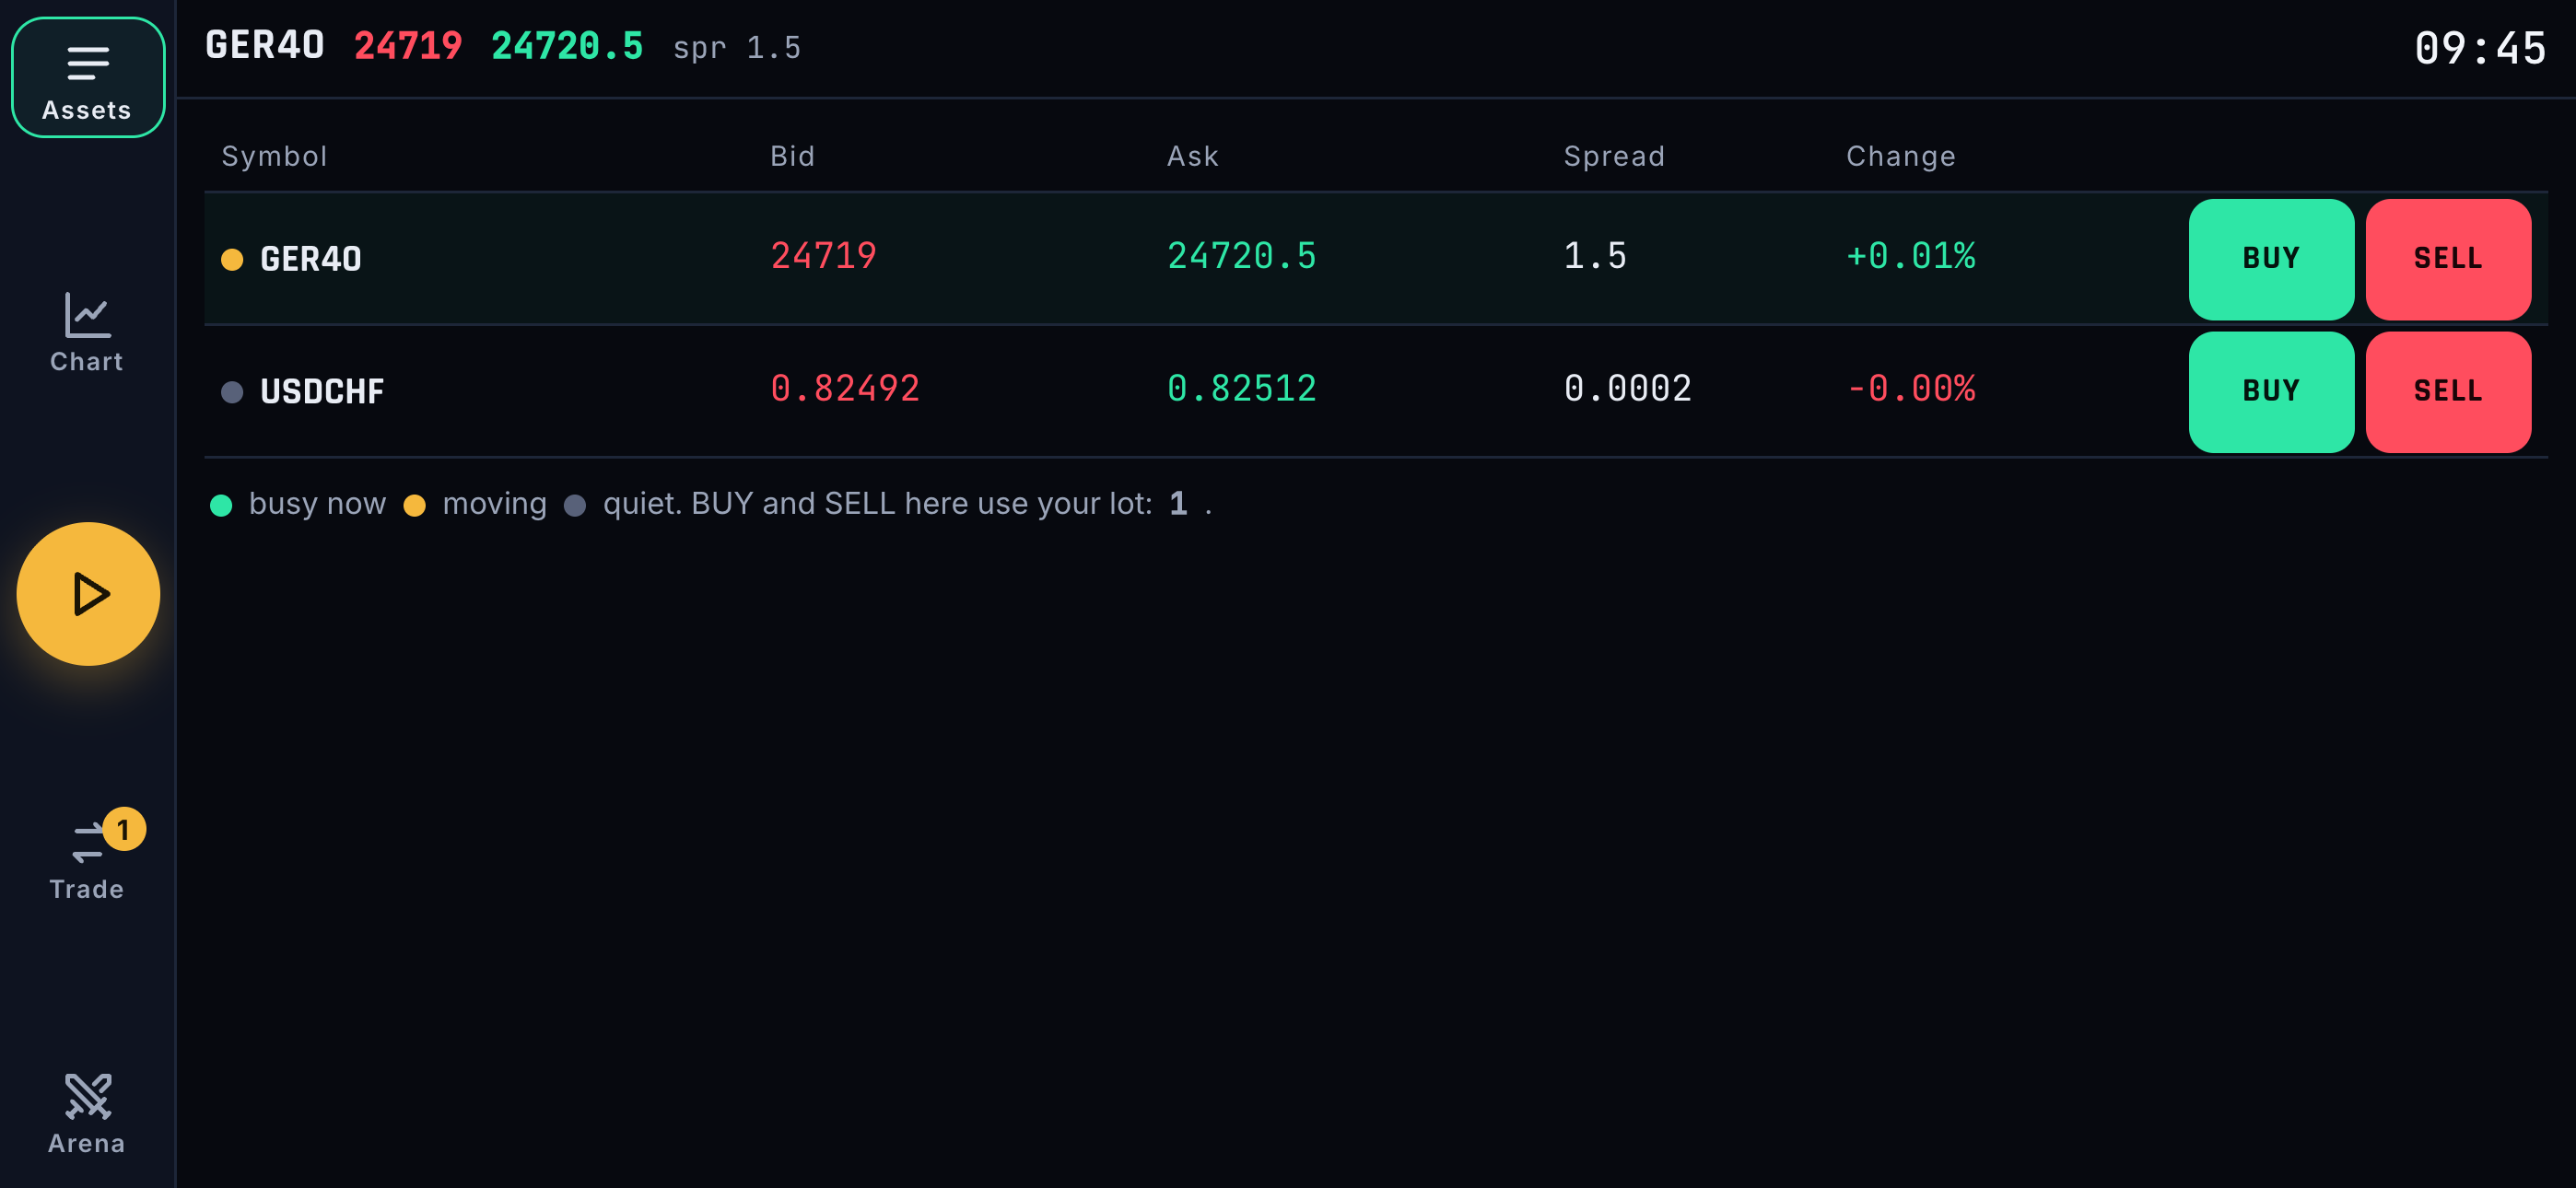 Assets
GER40 24719 24720.5 spr 1.5
09:45
Symbol Bid Ask Spread Change
GER40 24719 24720.5 1.5 +0.01% BUY SELL
USDCHF 0.82492 0.82512 0.0002 -0.00% BUY SELL
busy now moving quiet. BUY and SELL here use your lot: 1 .
Chart
1
Trade
Arena